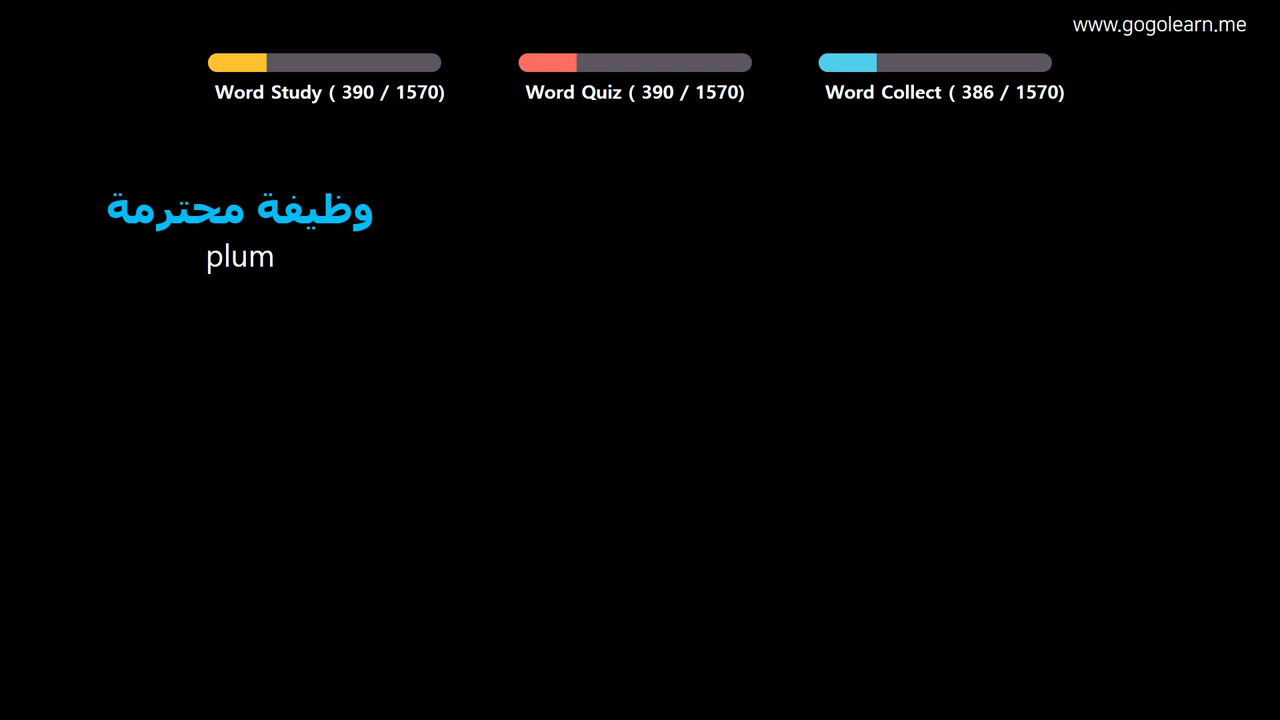 www.gogolearn.me
Word Study ( 390 / 1570)
Word Quiz ( 390 / 1570)
Word Collect ( 386 / 1570)
وظيفة محترمة
plum